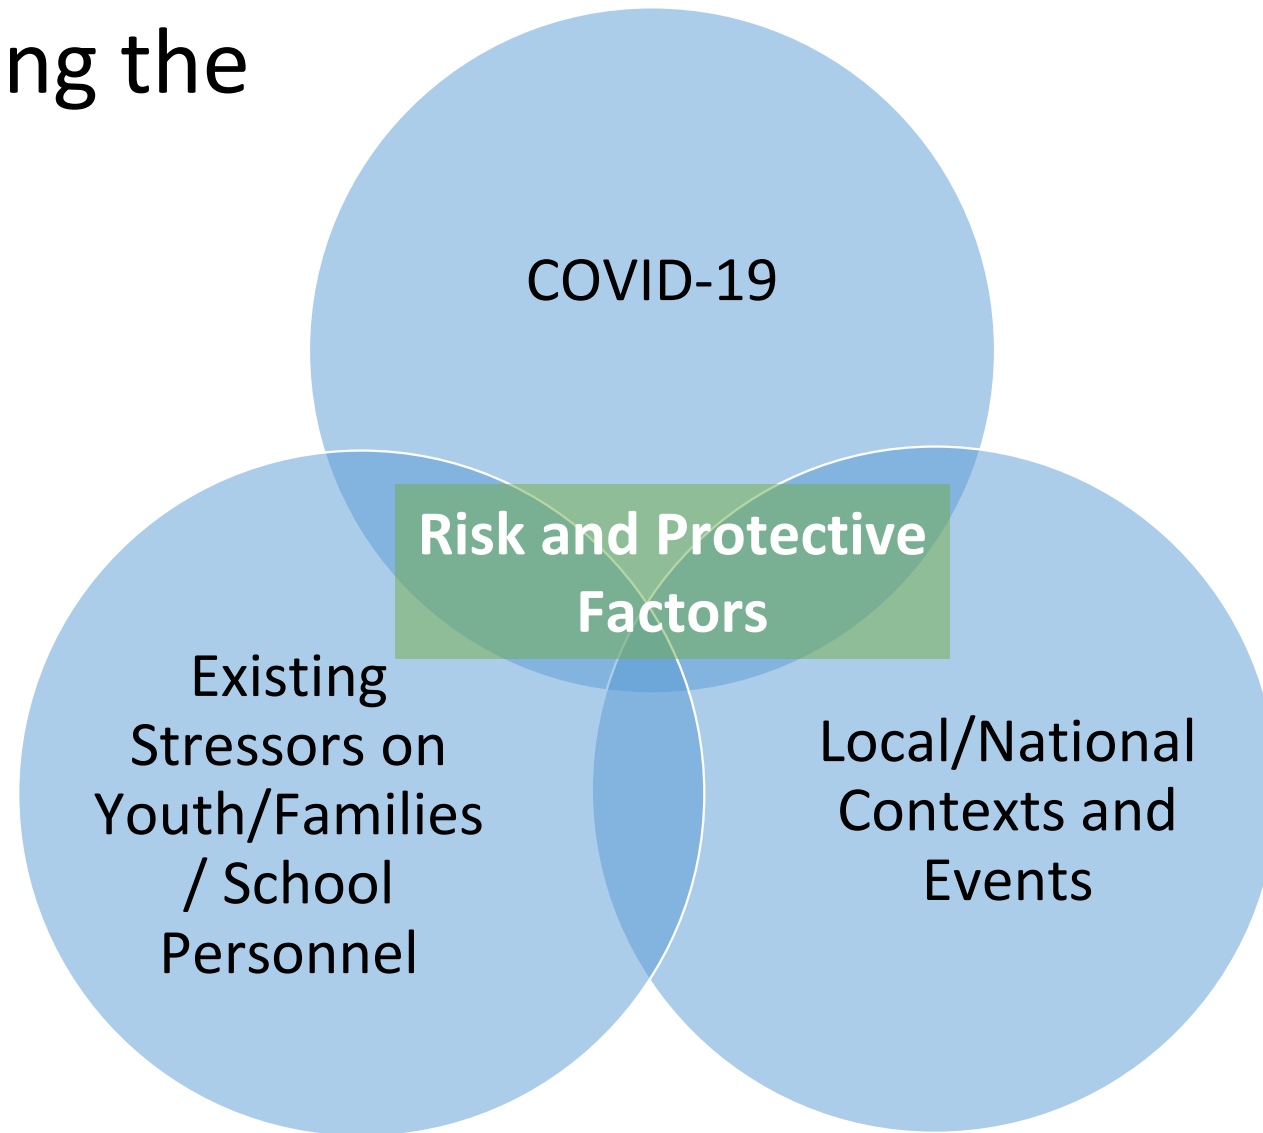 ng the
COVID-19
Risk and Protective
Factors
Existing
Stressors on
Youth/Families
/ School
Personnel
Local/National
Contexts and
Events